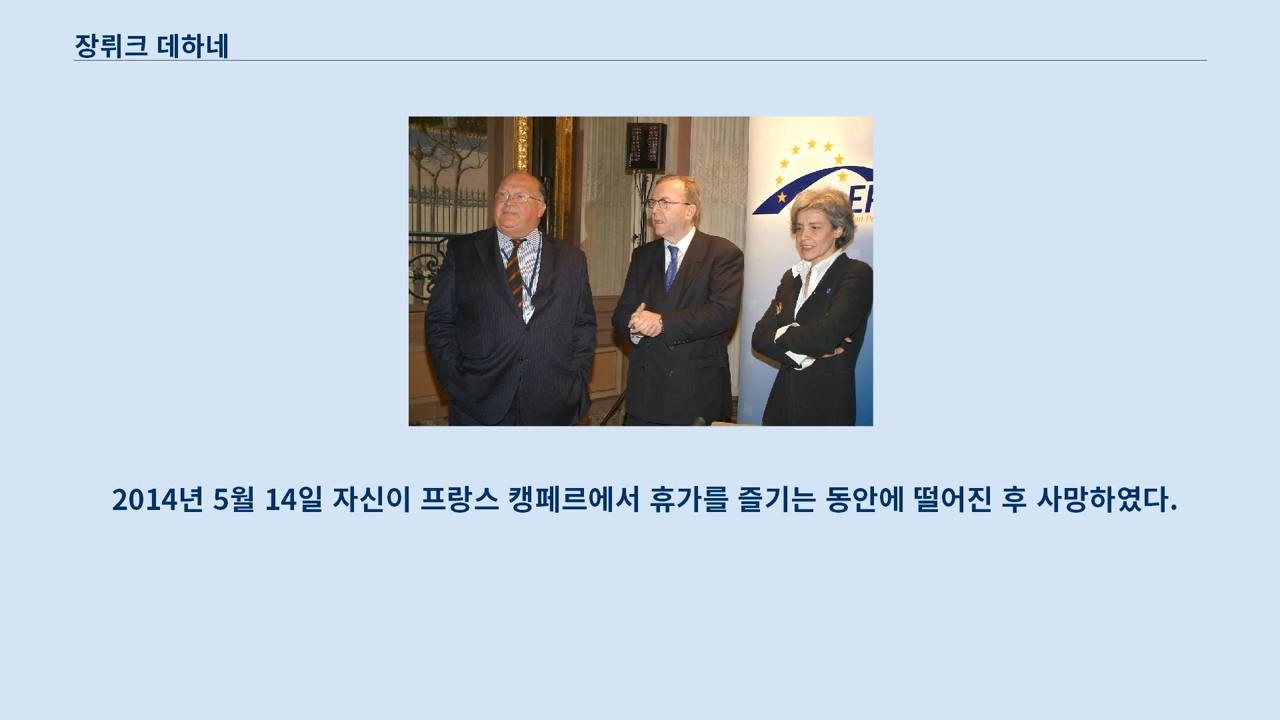 장뤼크 데하네
2014년 5월 14일 자신이 프랑스 캥페르에서 휴가를 즐기는 동안에 떨어진 후 사망하였다.